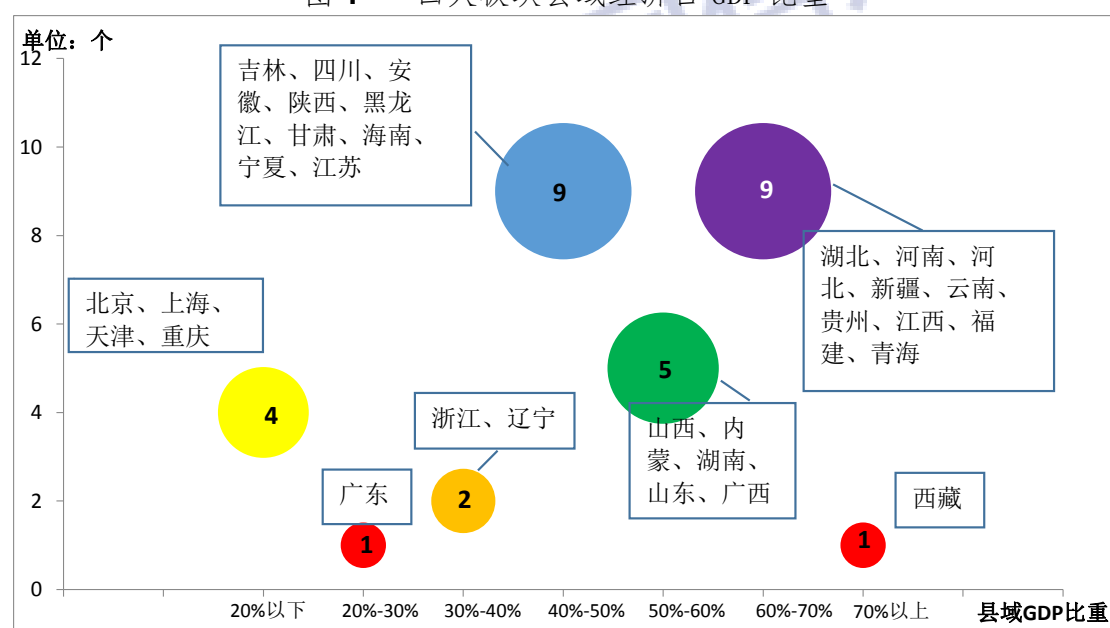 单位：个
12
10
8
6
4
2
0
吉林、四川、安
徽、陕西、黑龙
江、甘肃、海南、
宁夏、江苏
9
9
湖北、河南、河
北、新疆、云南、
贵州、江西、福
建、青海
北京、上海、
天津、重庆
4
5
浙江、辽宁
2
山西、内
蒙、湖南、
山东、广西
广东
1
西藏
1
20%以下
20%-30%
30%-40%
40%-50%
50%-60%
60%-70%
70%以上
县域GDP比重